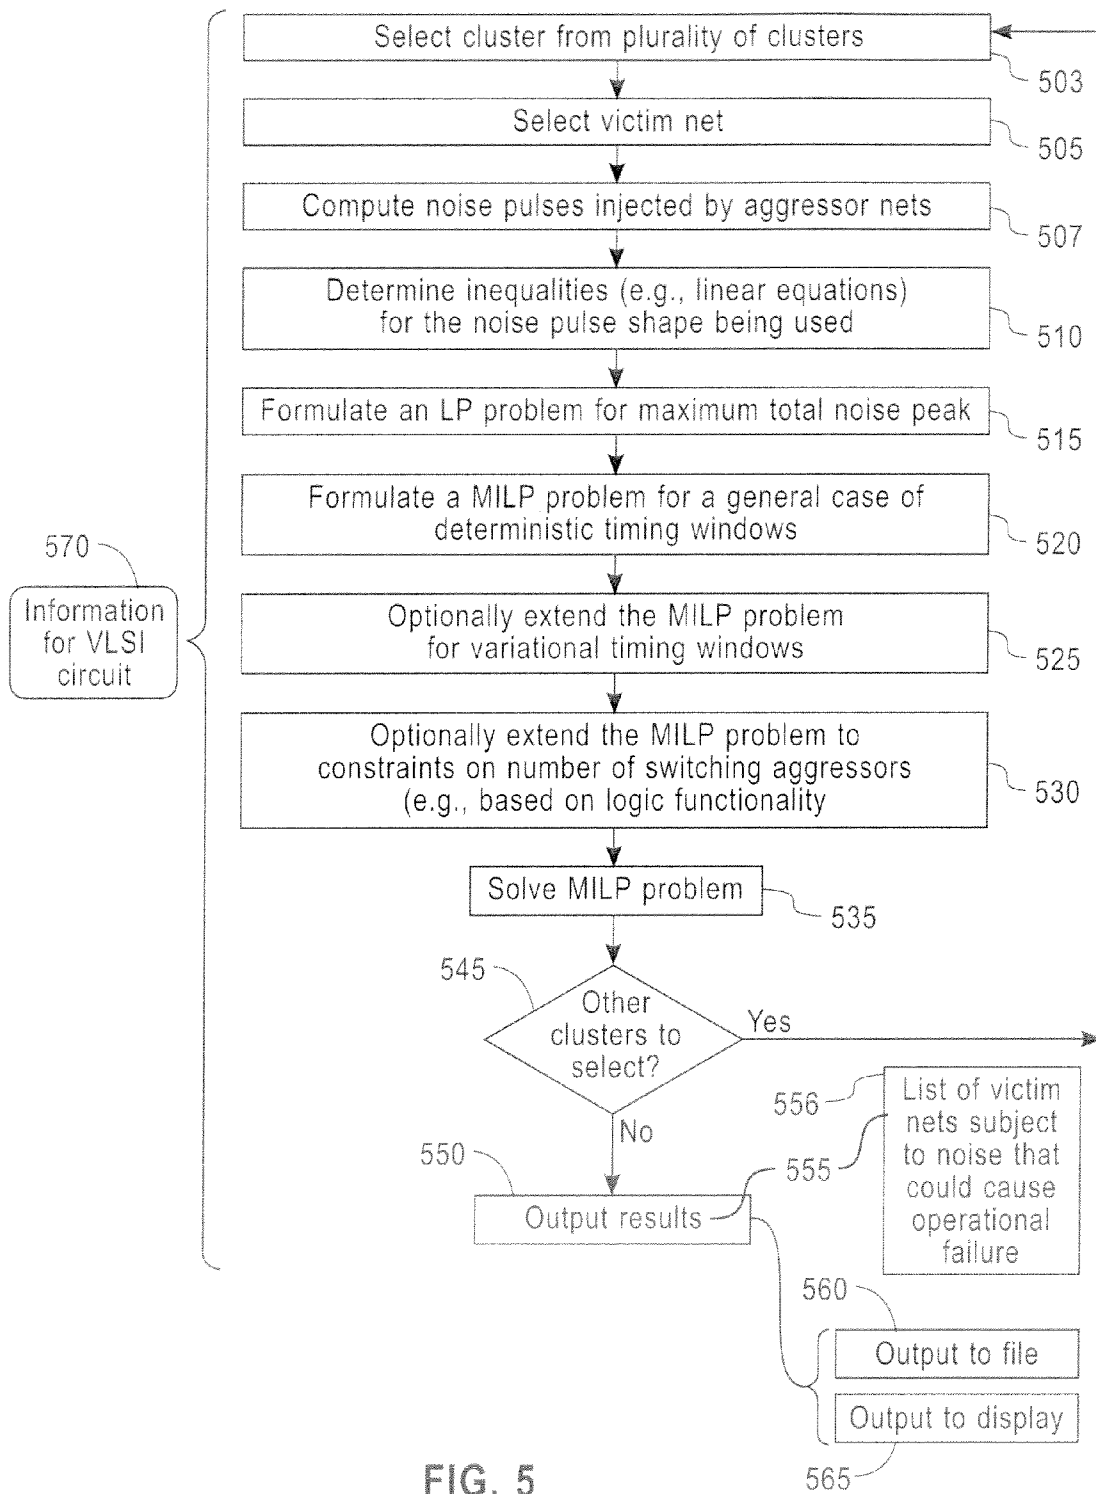 Select cluster from plurality of clusters
503
Select victim net
505
Compute noise pulses injected by aggressor nets
507
Determine inequalities (e.g., linear equations)
for the noise pulse shape being used
510
Formulate an LP problem for maximum total noise peak
515
Formulate a MILP problem for a general case of
deterministic timing windows
520
570
Information
for VLSI
circuit
Optionally extend the MILP problem
for variational timing windows
525
Optionally extend the MILP problem to
constraints on number of switching aggressors
(e.g., based on logic functionality
530
Solve MILP problem
535
545
Other
clusters to
select?
Yes
No
556
List of victim
nets subject
to noise that
could cause
operational
failure
550
555
Output results
560
Output to file
Output to display
565
FIG. 5